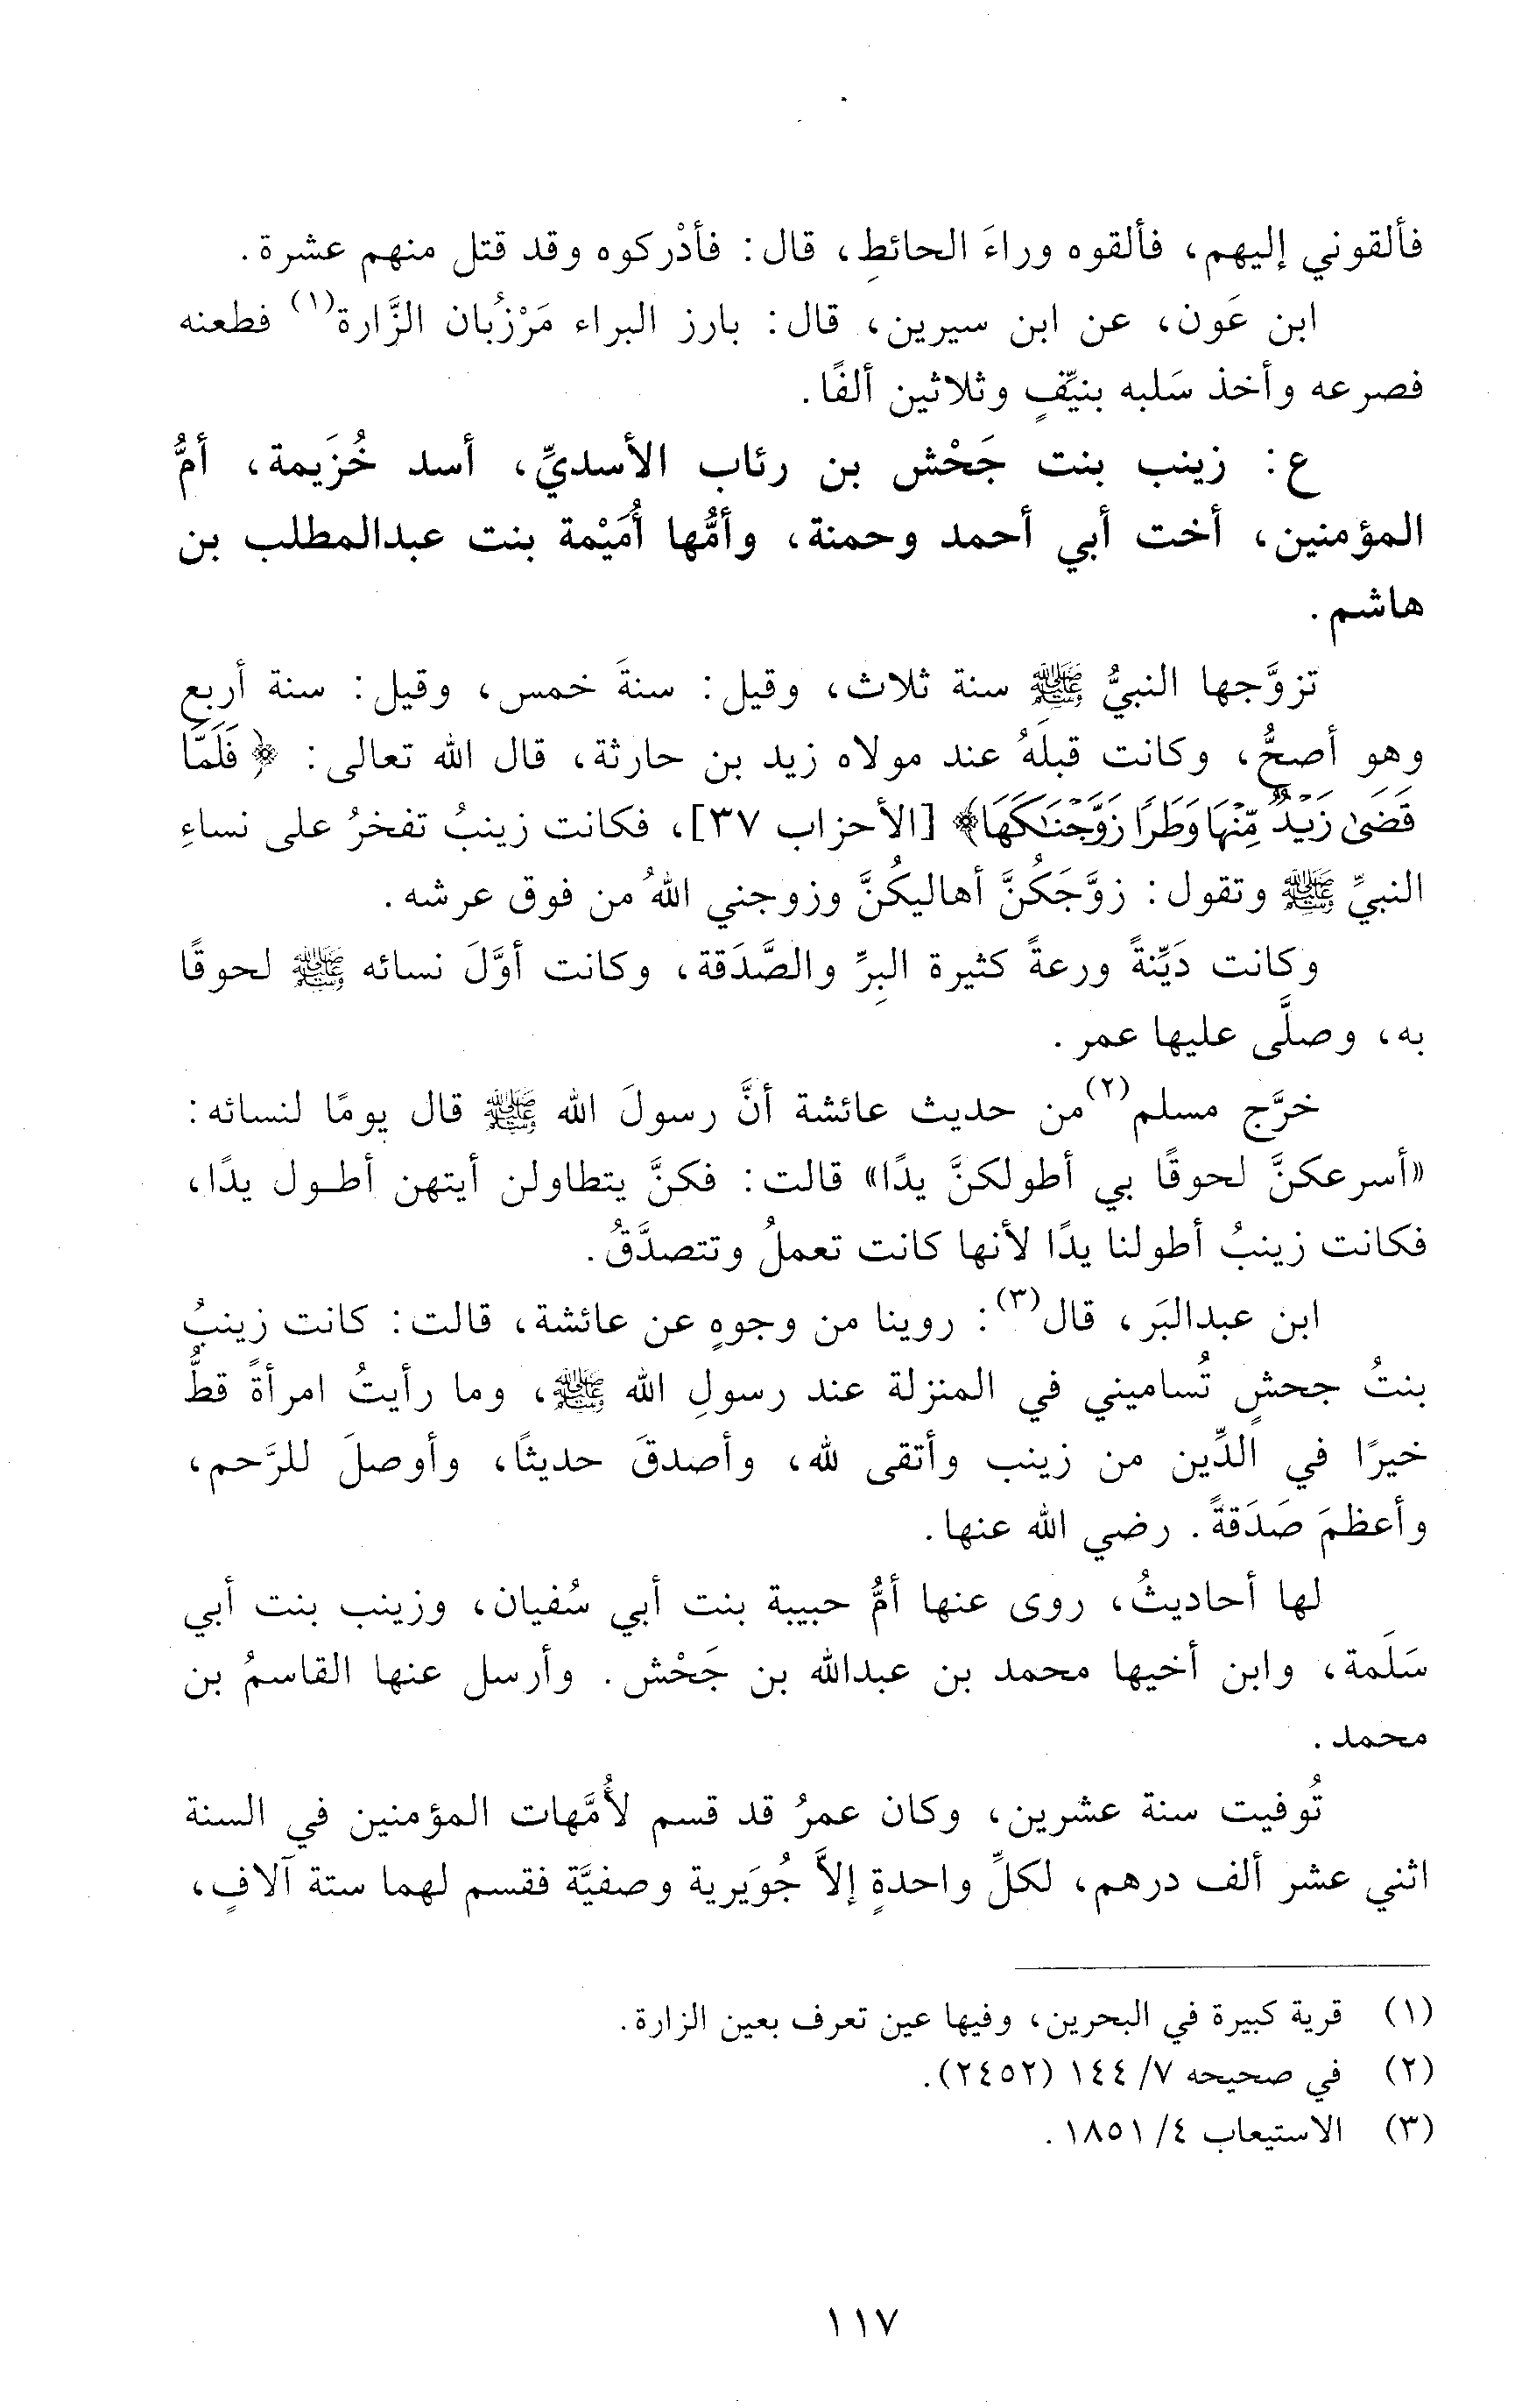 فألقوني إليهم، فألقوه وراءَ الحائطِ، قال: فأدْركوه وقد قتل منهم عشرة.
ابن عَون، عن ابن سيرين، قال: بارز البراء مَرْزُبان الزَّارة(١) فطعنه
فصرعه وأخذ سَلبه بنيِّفٍ وثلاثين ألفًا.
ع: زينب بنت جَحْش بن رئاب الأسديِّ، أسد خُزَيمة، أمُّ
المؤمنين، أخت أبي أحمد وحمنة، وأمُّها أُمَيْمة بنت عبدالمطلب بن
هاشم.
تزوَّجها النبيُّ ﷺ سنة ثلاث، وقيل: سنةَ خمس، وقيل: سنة أربع
وهو أصحُّ، وكانت قبلَهُ عند مولاه زيد بن حارثة، قال الله تعالى: ﴿فَلَمَّا
قَضَىٰ زَيْدٌ مِّنْهَا وَطَرًا زَوَّجْنَـٰكَهَا﴾ [الأحزاب ٣٧]، فكانت زينبُ تفخرُ على نساءِ
النبيِّ ﷺ وتقول: زوَّجَكُنَّ أهاليكُنَّ وزوجني اللهُ من فوق عرشه.
وكانت دَيِّنةً ورعةً كثيرة البِرِّ والصَّدَقة، وكانت أوَّلَ نسائه ﷺ لحوقًا
به، وصلَّى عليها عمر.
خرَّج مسلم(٢) من حديث عائشة أنَّ رسولَ الله ﷺ قال يومًا لنسائه:
«أسرعكنَّ لحوقًا بي أطولكنَّ يدًا» قالت: فكنَّ يتطاولن أيتهن أطـول يدًا،
فكانت زينبُ أطولنا يدًا لأنها كانت تعملُ وتتصدَّقُ.
ابن عبدالبَر، قال(٣): روينا من وجوهٍ عن عائشة، قالت: كانت زينبُ
بنتُ جحشٍ تُساميني في المنزلة عند رسولِ الله ﷺ، وما رأيتُ امرأةً قطُّ
خيرًا في الدِّين من زينب وأتقى لله، وأصدقَ حديثًا، وأوصلَ للرَّحم،
وأعظمَ صَدَقةً. رضي الله عنها.
لها أحاديثُ، روى عنها أمُّ حبيبة بنت أبي سُفيان، وزينب بنت أبي
سَلَمة، وابن أخيها محمد بن عبدالله بن جَحْش. وأرسل عنها القاسمُ بن
محمد.
تُوفيت سنة عشرين، وكان عمرُ قد قسم لأُمَّهات المؤمنين في السنة
اثني عشر ألف درهم، لكلِّ واحدةٍ إلاَّ جُوَيرية وصفيَّة فقسم لهما ستة آلافٍ،
(١) قرية كبيرة في البحرين، وفيها عين تعرف بعين الزارة.
(٢) في صحيحه ٧/ ١٤٤ (٢٤٥٢).
(٣) الاستيعاب ٤/ ١٨٥١.
١١٧